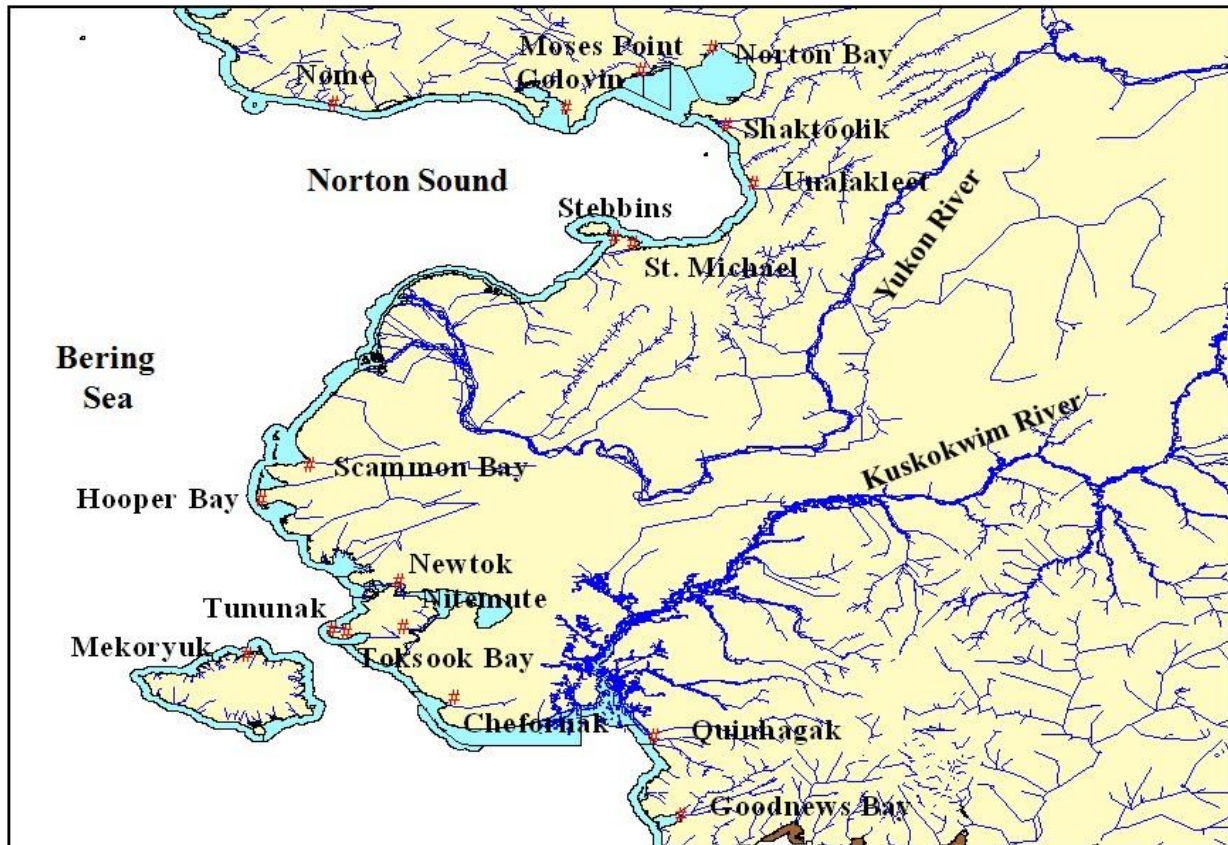 Moses Point
Norton Bay
Nome
Golovin
Shaktoolik
Norton Sound
Unalakleet
Stebbins
St. Michael
Yukon River
Bering
Sea
Kuskokwim River
Scammon Bay
Hooper Bay
Newtok
Nitemute
Tununak
Mekoryuk
Toksook Bay
Chefornak
Quinhagak
Goodnews Bay